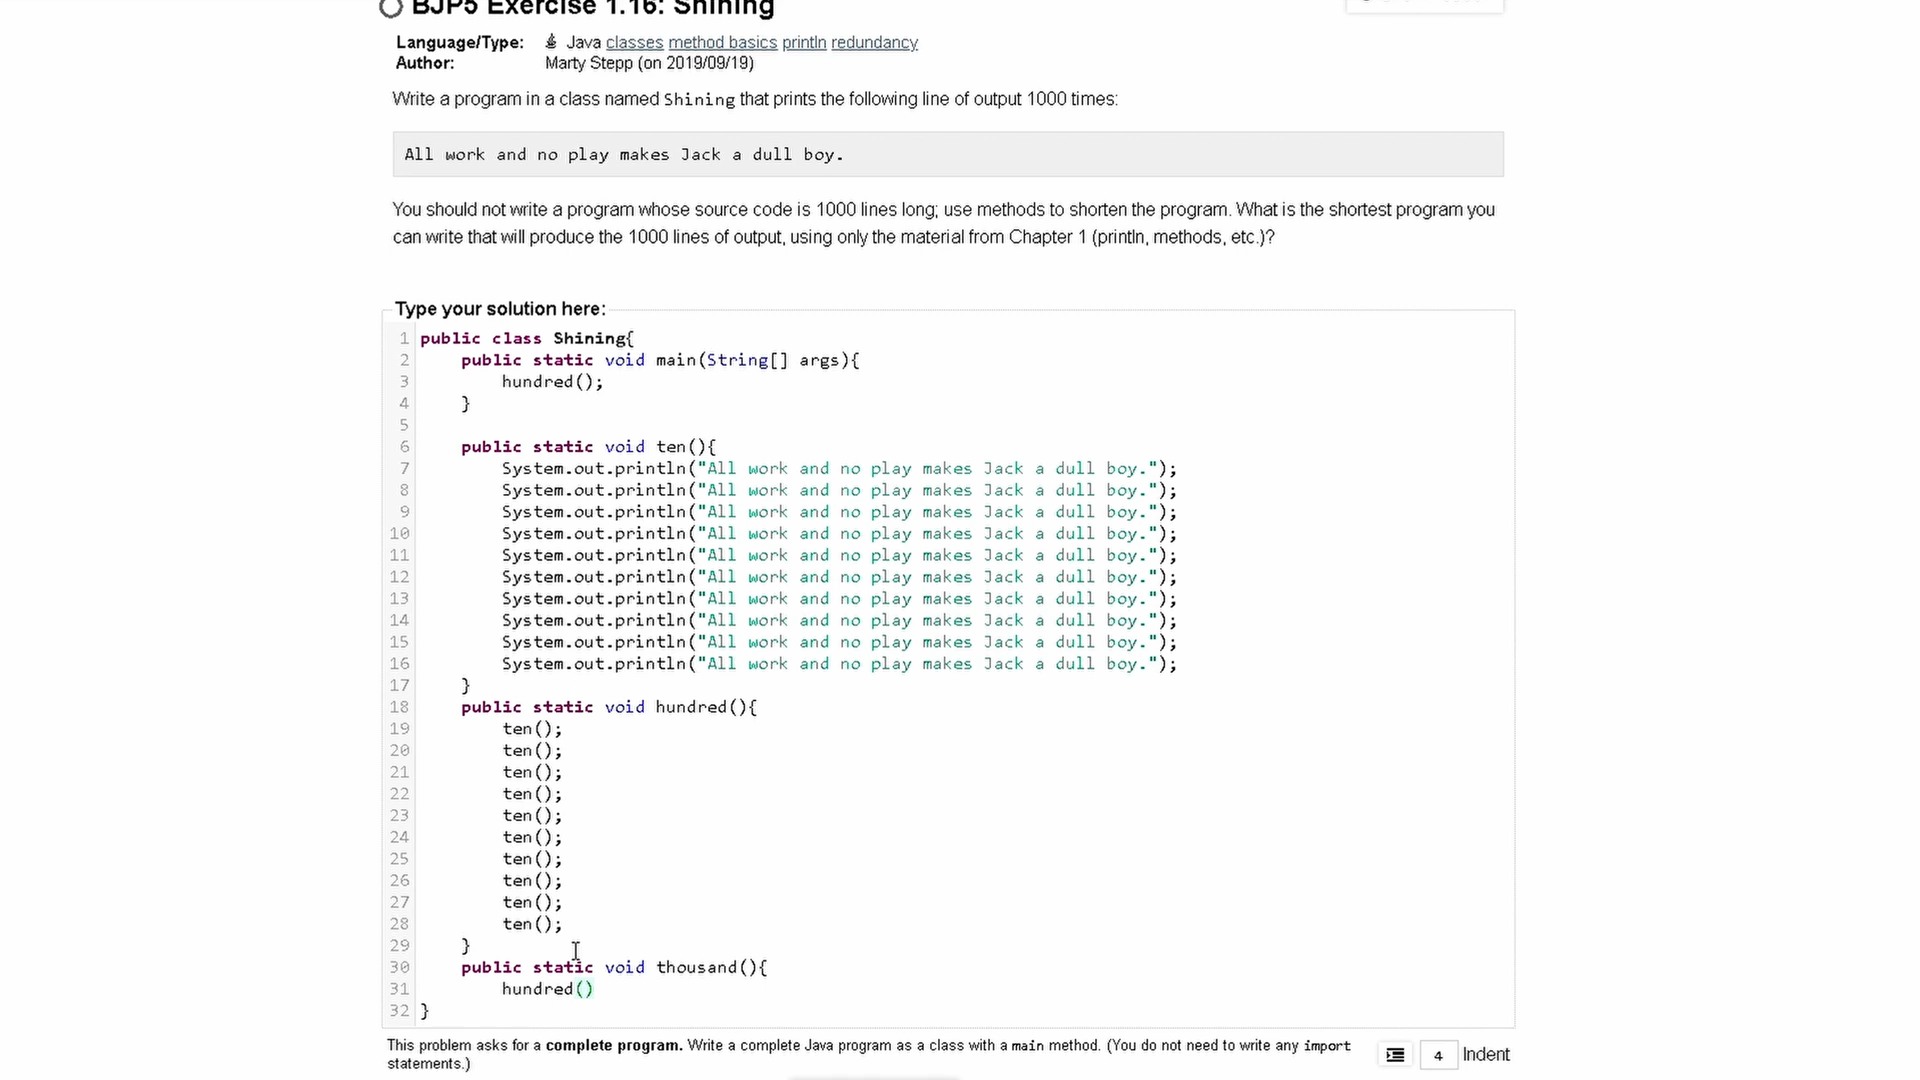 BJP5 Exercise 1.16: Shining
Language/Type: Java classes method basics println redundancy
Author: Marty Stepp (on 2019/09/19)
Write a program in a class named Shining that prints the following line of output 1000 times:
All work and no play makes Jack a dull boy.
You should not write a program whose source code is 1000 lines long; use methods to shorten the program. What is the shortest program you
can write that will produce the 1000 lines of output, using only the material from Chapter 1 (println, methods, etc.)?
Type your solution here:
1 public class Shining{
2     public static void main(String[] args){
3         hundred();
4     }
5
6     public static void ten(){
7         System.out.println("All work and no play makes Jack a dull boy.");
8         System.out.println("All work and no play makes Jack a dull boy.");
9         System.out.println("All work and no play makes Jack a dull boy.");
10         System.out.println("All work and no play makes Jack a dull boy.");
11         System.out.println("All work and no play makes Jack a dull boy.");
12         System.out.println("All work and no play makes Jack a dull boy.");
13         System.out.println("All work and no play makes Jack a dull boy.");
14         System.out.println("All work and no play makes Jack a dull boy.");
15         System.out.println("All work and no play makes Jack a dull boy.");
16         System.out.println("All work and no play makes Jack a dull boy.");
17     }
18     public static void hundred(){
19         ten();
20         ten();
21         ten();
22         ten();
23         ten();
24         ten();
25         ten();
26         ten();
27         ten();
28         ten();
29     }
30     public static void thousand(){
31         hundred()
32 }
This problem asks for a complete program. Write a complete Java program as a class with a main method. (You do not need to write any import
statements.)
4 Indent